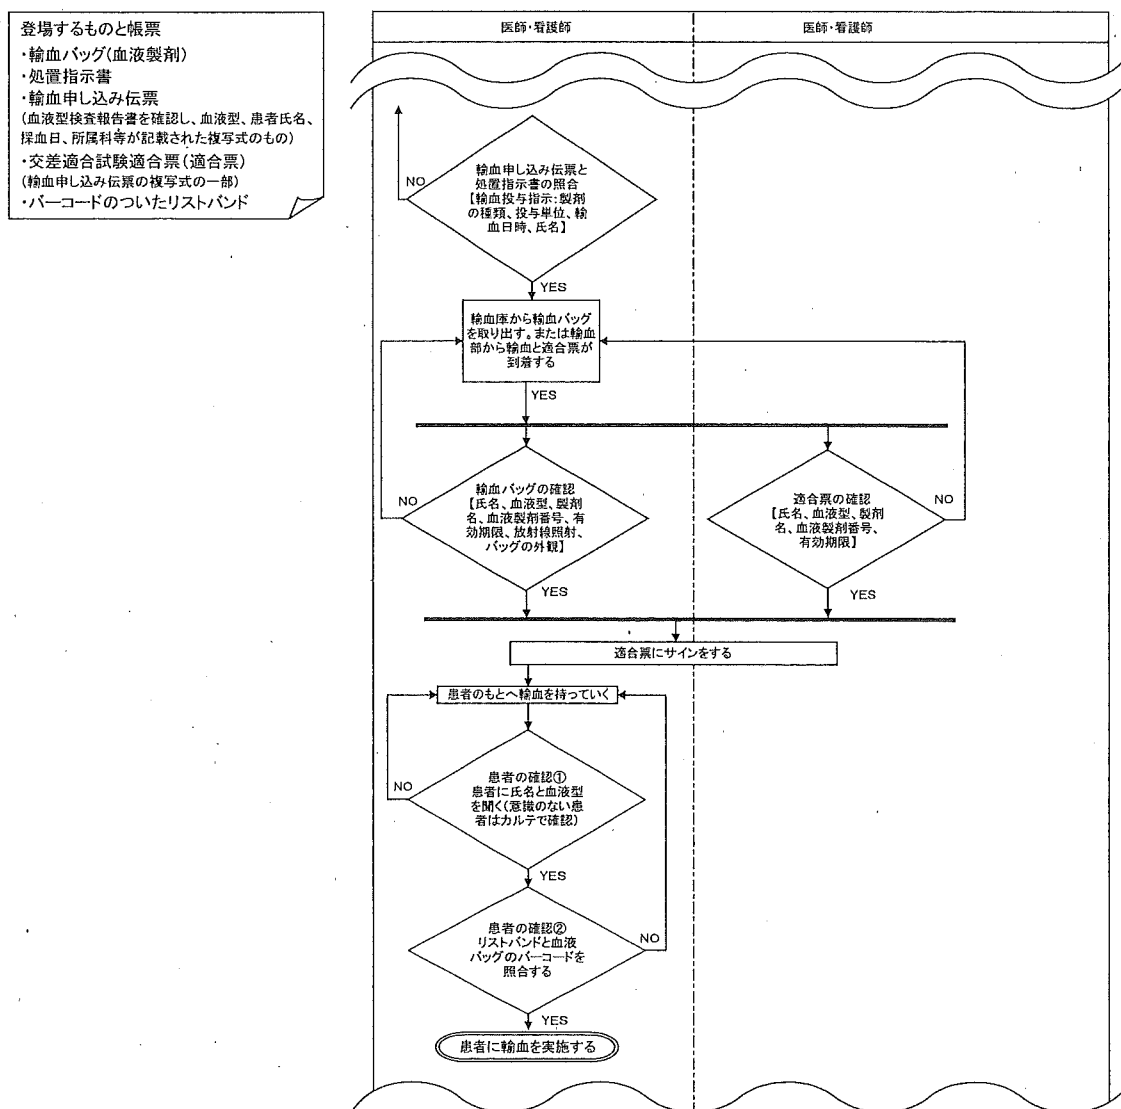 登場するものと帳票
・輸血バッグ(血液製剤)
・処置指示書
・輸血申し込み伝票
(血液型検査報告書を確認し、血液型、患者氏名、
採血日、所属科等が記載された複写式のもの)
・交差適合試験適合票(適合票)
(輸血申し込み伝票の複写式の一部)
・バーコードのついたリストバンド
医師・看護師
医師・看護師
輸血申し込み伝票と
処置指示書の照合
【輸血投与指示:製剤
の種類、投与単位、輸
血日時、氏名】
NO
YES
輸血庫から輸血バッグ
を取り出す。または輸血
部から輸血と適合票が
到着する
YES
輸血バッグの確認
【氏名、血液型、製剤
名、血液製剤番号、有
効期限、放射線照射、
バッグの外観】
NO
YES
適合票の確認
【氏名、血液型、製剤
名、血液製剤番号、
有効期限】
NO
YES
適合票にサインをする
患者のもとへ輸血を持っていく
患者の確認①
患者に氏名と血液型
を聞く(意識のない患
者はカルテで確認)
NO
YES
患者の確認②
リストバンドと血液
バッグのバーコードを
照合する
NO
YES
患者に輸血を実施する